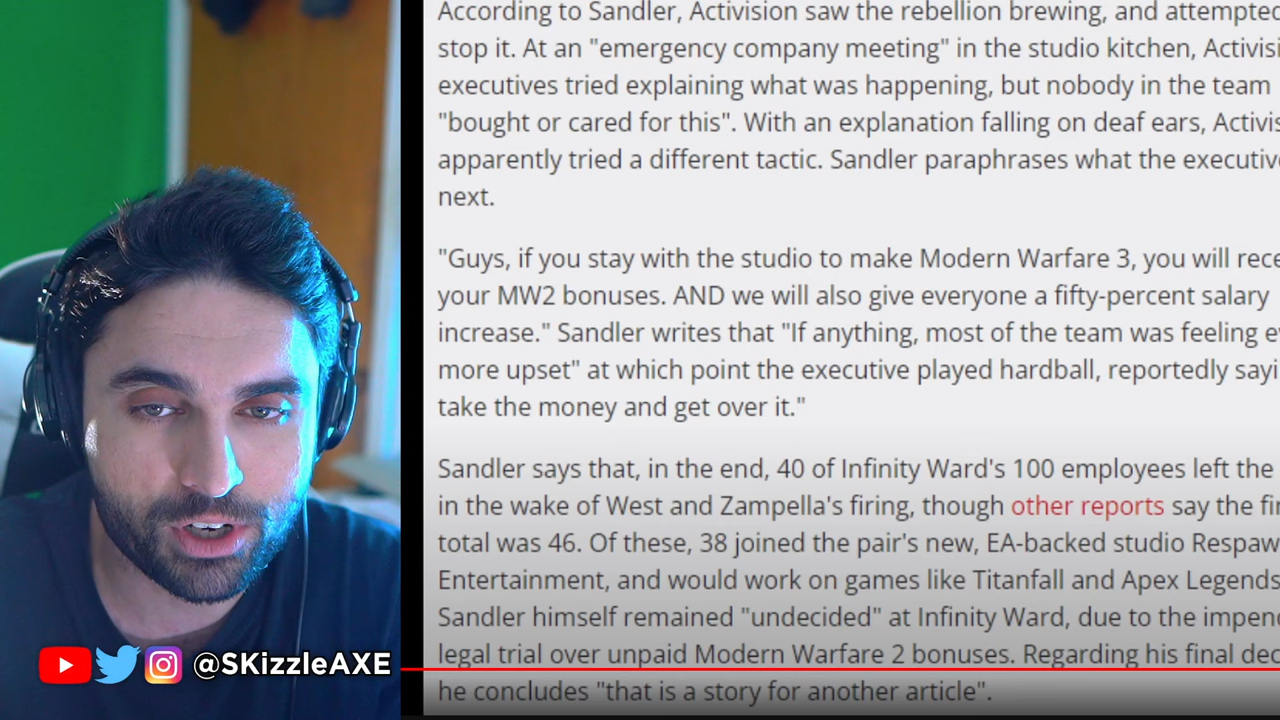 According to Sandler, Activision saw the rebellion brewing, and attempted
stop it. At an "emergency company meeting" in the studio kitchen,
executives tried explaining what was happening, but nobody in the team
"bought or cared for this". With an explanation falling on deaf ears,
apparently tried a different tactic. Sandler paraphrases what the
next.
"Guys, if you stay with the studio to make Modern Warfare 3, you will
your MW2 bonuses. AND we will also give everyone a fifty-percent salary
increase." Sandler writes that "If anything, most of the team was feeling
more upset" at which point the executive played hardball, reportedly
take the money and get over it."
Sandler says that, in the end, 40 of Infinity Ward's 100 employees left the
in the wake of West and Zampella's firing, though other reports say the
total was 46. Of these, 38 joined the pair's new, EA-backed studio
Entertainment, and would work on games like Titanfall and Apex Legends
Sandler himself remained "undecided" at Infinity Ward, due to the
legal trial over unpaid Modern Warfare 2 bonuses. Regarding his final
he concludes "that is a story for another article".
@SKizzleAXE